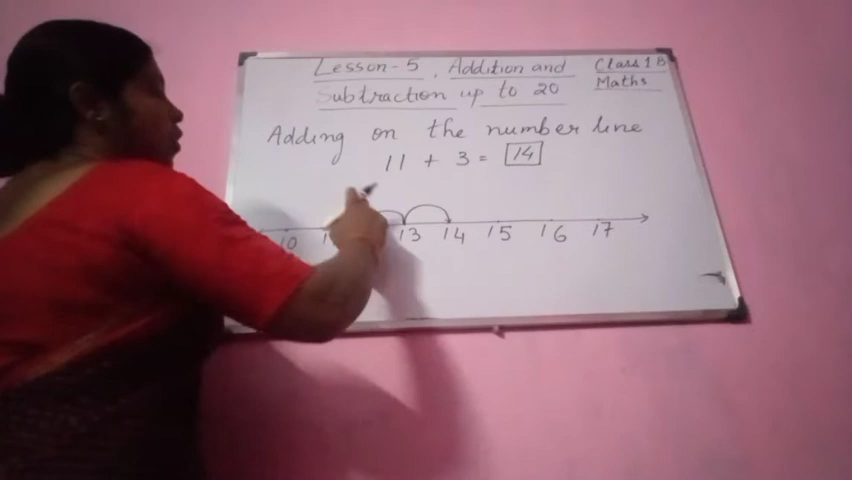 Lesson-5, Addition and
Subtraction up to 20
Class 1 B
Maths
Adding on the number line
11 + 3 = 14
10 13 14 15 16 17